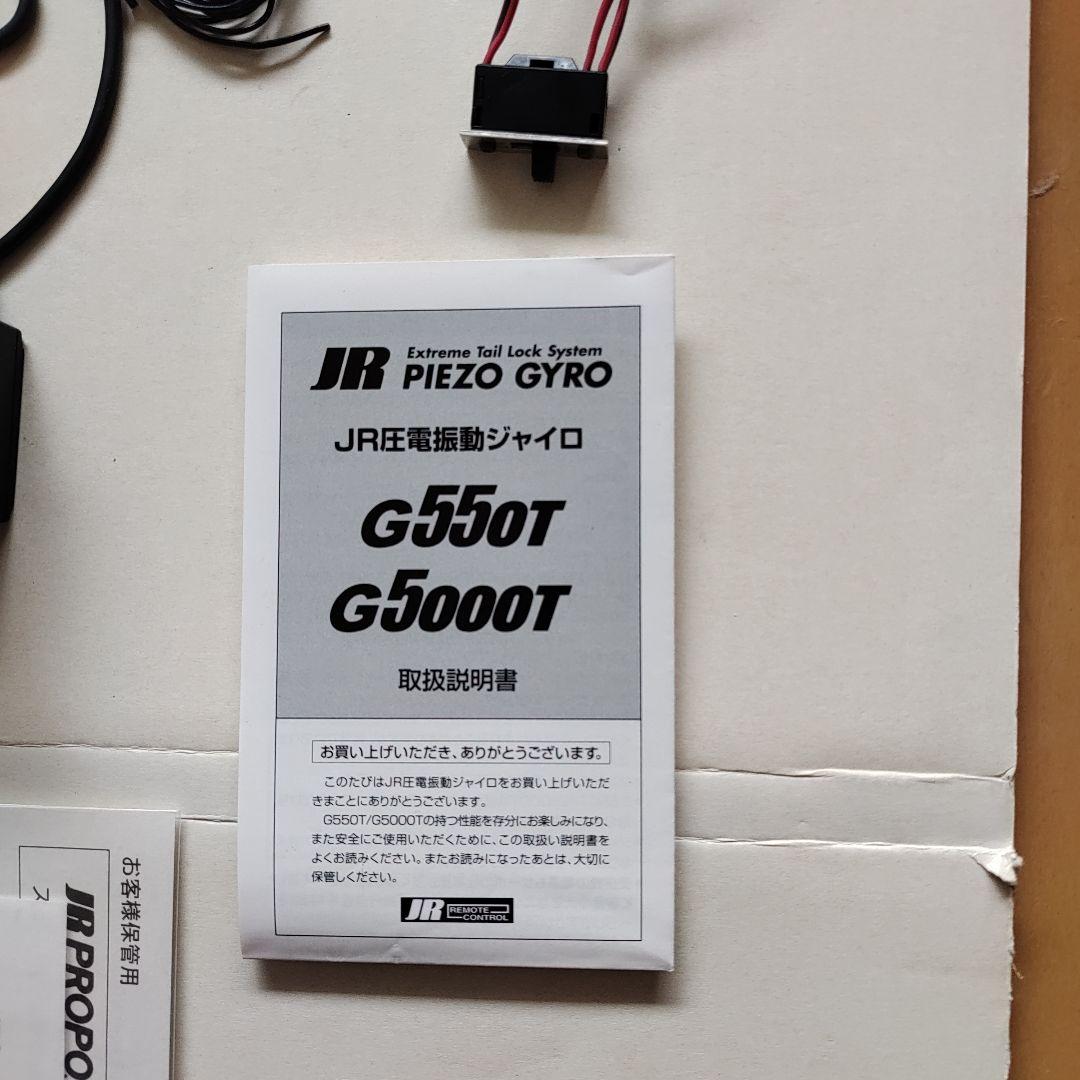 JR Extreme Tail Lock System
PIEZO GYRO
JR圧電振動ジャイロ
G550T
G5000T
取扱説明書
お買い上げいただき、ありがとうございます。
このたびはJR圧電振動ジャイロをお買い上げいただ
きまことにありがとうございます。
G550T/G5000Tの持つ性能を存分にお楽しみになり、
また安全にご使用いただくために、この取扱い説明書を
よくお読みください。またお読みになったあとは、大切に
保管しください。
JR REMOTE
CONTROL
お客様保管用
JR PROPO
ス